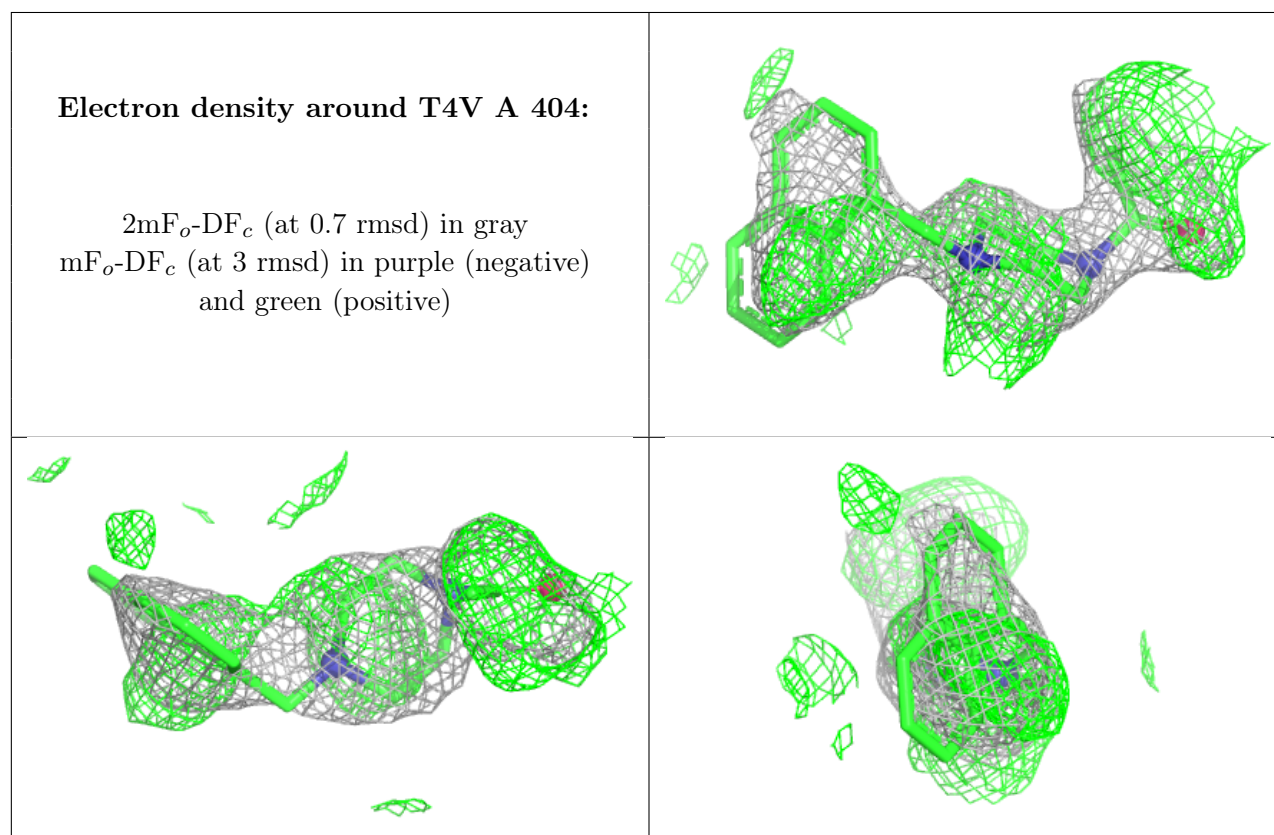 Electron density around T4V A 404:
2mFo-DFc (at 0.7 rmsd) in gray
mFo-DFc (at 3 rmsd) in purple (negative)
and green (positive)